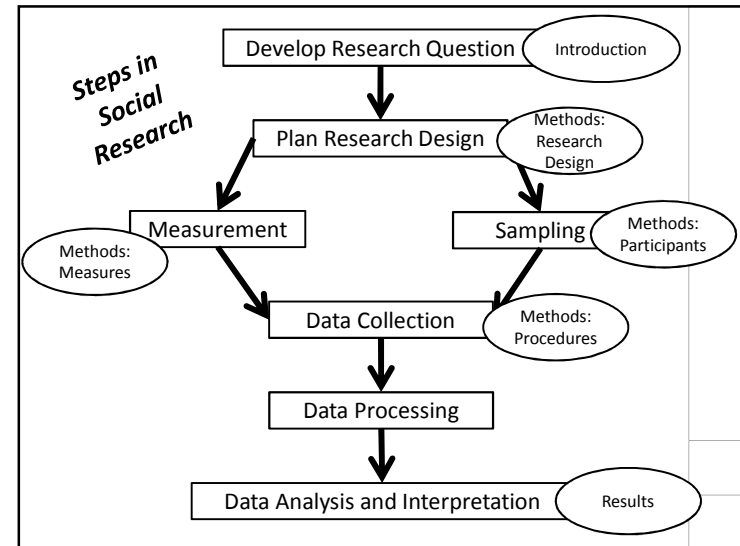 Steps in
Social
Research
Develop Research Question
Introduction
Plan Research Design
Methods:
Research
Design
Measurement
Methods:
Measures
Sampling
Methods:
Participants
Data Collection
Methods:
Procedures
Data Processing
Data Analysis and Interpretation
Results